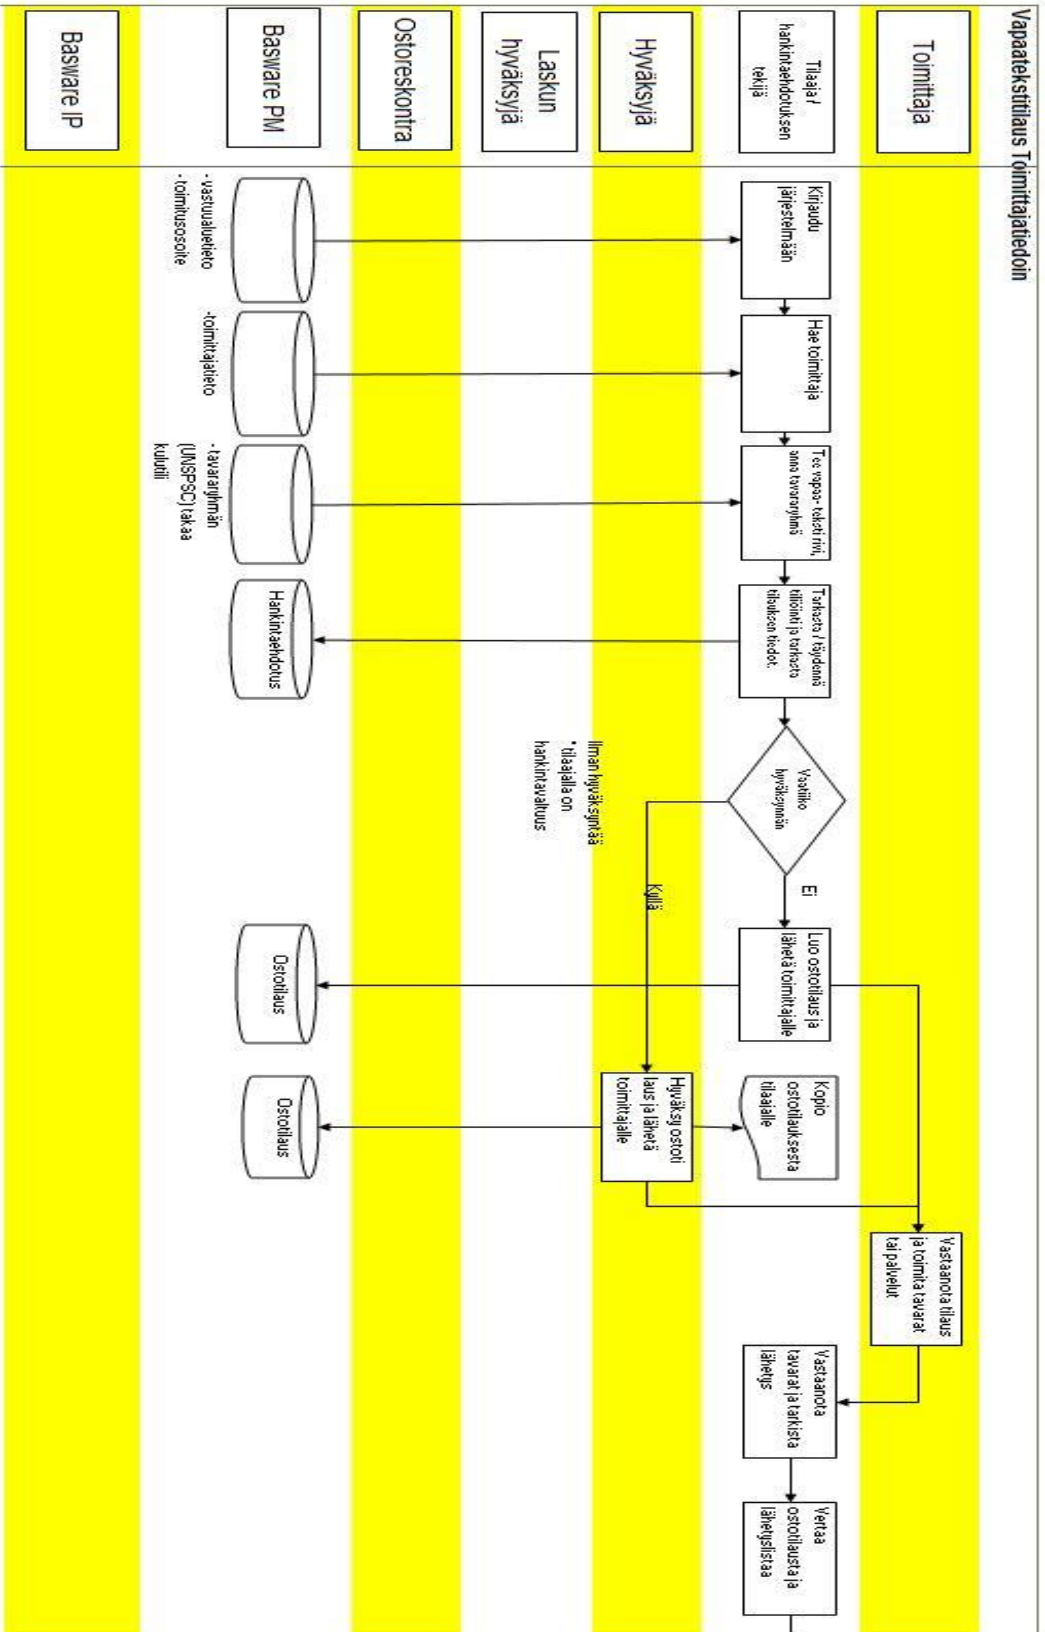 Vapaatekstitilaus Toimittajatiedoin
Toimittaja
Tilaaja /
hankintaehdotuksen
tekijä
Hyväksyjä
Laskun
hyväksyjä
Ostoreskontra
Basware PM
Basware IP
Kirjaudu
järjestelmään
Hae toimittaja
Tee vapaa- teksti rivi,
anna tavararyhmä
Tarkasta / täydennä
tiliöinti ja tarkasta
tilauksen tiedot.
Vaatiiko
hyväksynnän
Ei
Kyllä
Luo ostotilaus ja
lähetä toimittajalle
Kopio
ostotilauksesta
tilaajalle
Hyväksy ostoti
laus ja lähetä
toimittajalle
Vastaanota tilaus
ja toimita tavarat
tai palvelut
Vastaanota
tavarat ja tarkista
lähetys
Vertaa
ostotilausta ja
lähetyslistaa
Ilman hyväksyntää
* tilaajalla on
hankintavaltuus
- vastuualuetieto
- toimitusosoite
-toimittajatieto
- tavararyhmän
(UNSPSC) takaa
kulutili
Hankintaehdotus
Ostotilaus
Ostotilaus